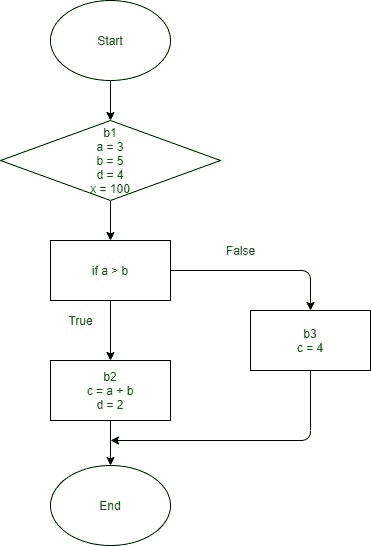 Start
b1
a = 3
b = 5
d = 4
x = 100
if a > b
False
True
b3
c = 4
b2
c = a + b
d = 2
End